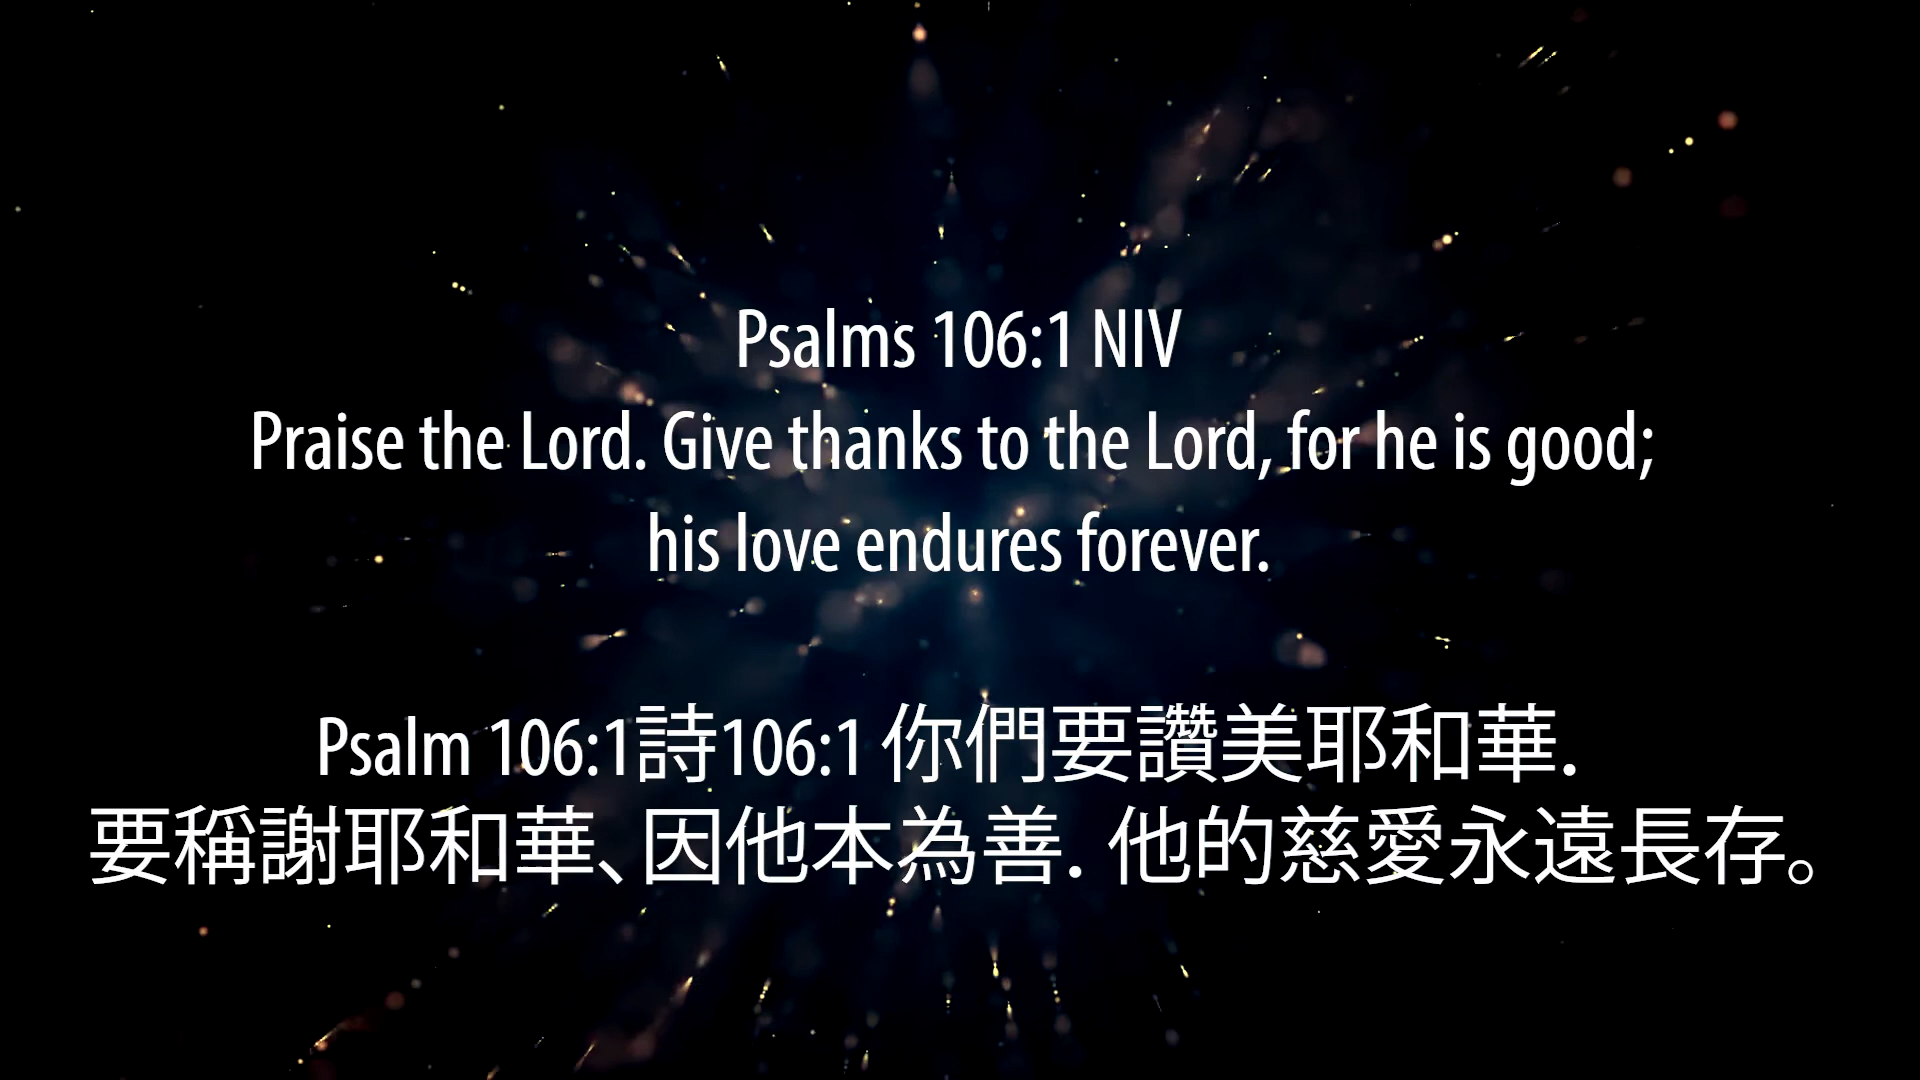 Psalms 106:1 NIV
Praise the Lord. Give thanks to the Lord, for he is good;
his love endures forever.
Psalm 106:1詩106:1 你們要讚美耶和華.
要稱謝耶和華、因他本為善. 他的慈愛永遠長存。